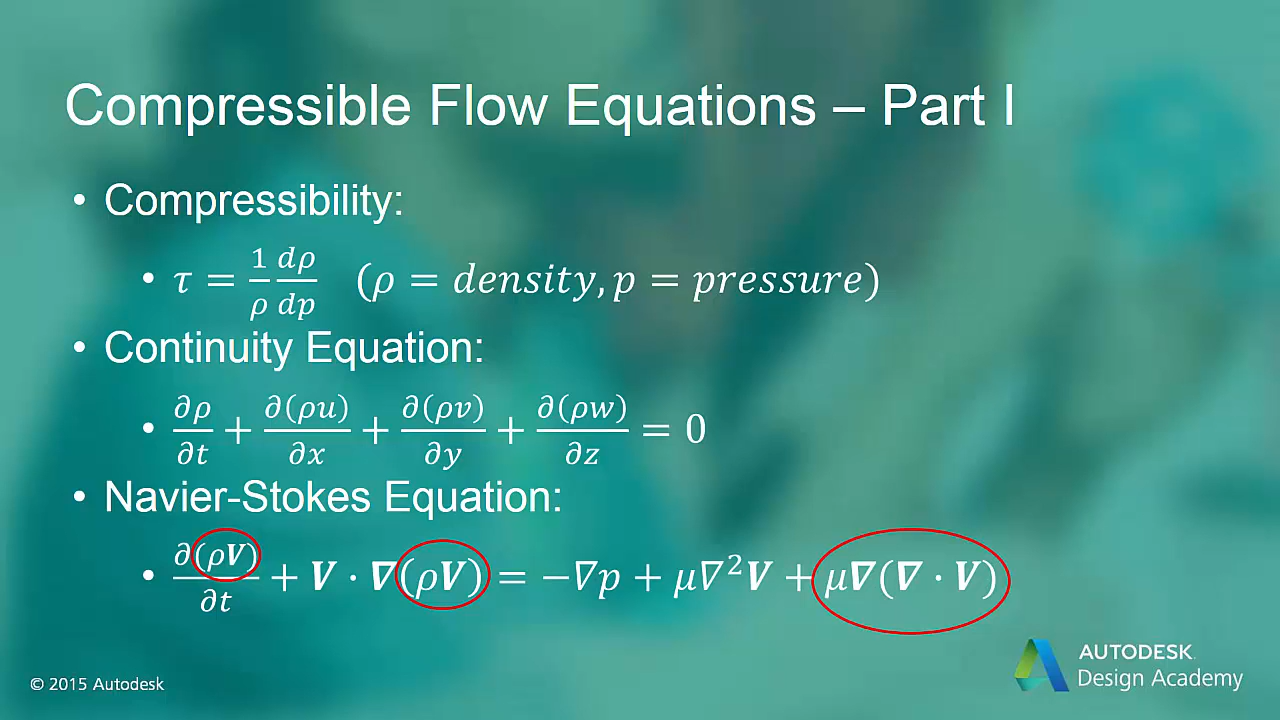 Compressible Flow Equations – Part I
• Compressibility:
• τ = 1/ρ dρ/dp (ρ = density, p = pressure)
• Continuity Equation:
• ∂ρ/∂t + ∂(ρu)/∂x + ∂(ρv)/∂y + ∂(ρw)/∂z = 0
• Navier-Stokes Equation:
• ∂(ρV)/∂t + V · ∇(ρV) = −∇p + μ∇²V + μ∇(∇ · V)
AUTODESK.
Design Academy
© 2015 Autodesk